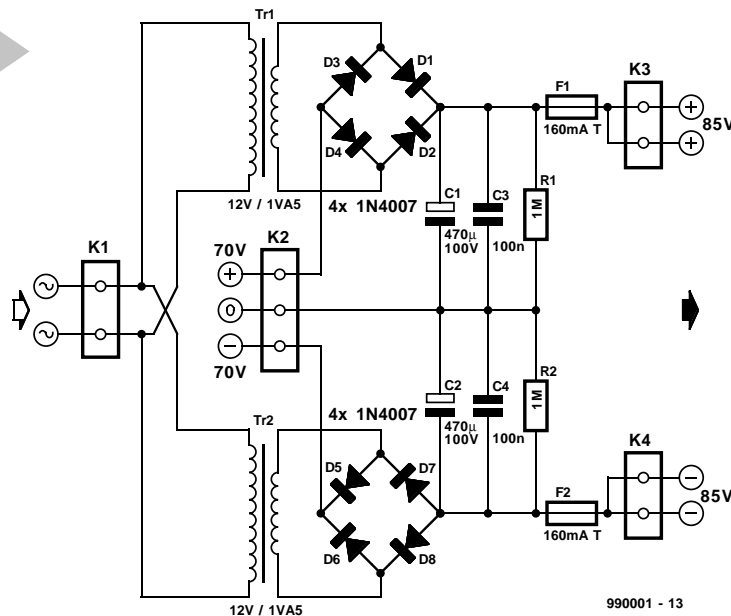 Tr1
D3
D1
D4
D2
F1
160mA T
K3
+
+
85V
12V / 1VA5
4x 1N4007
C1
470µ
100V
C3
100n
R1
1M
K1
~
~
70V
K2
+
0
−
70V
Tr2
4x 1N4007
C2
470µ
100V
C4
100n
R2
1M
D5
D7
D6
D8
F2
160mA T
K4
−
−
85V
12V / 1VA5
990001 - 13